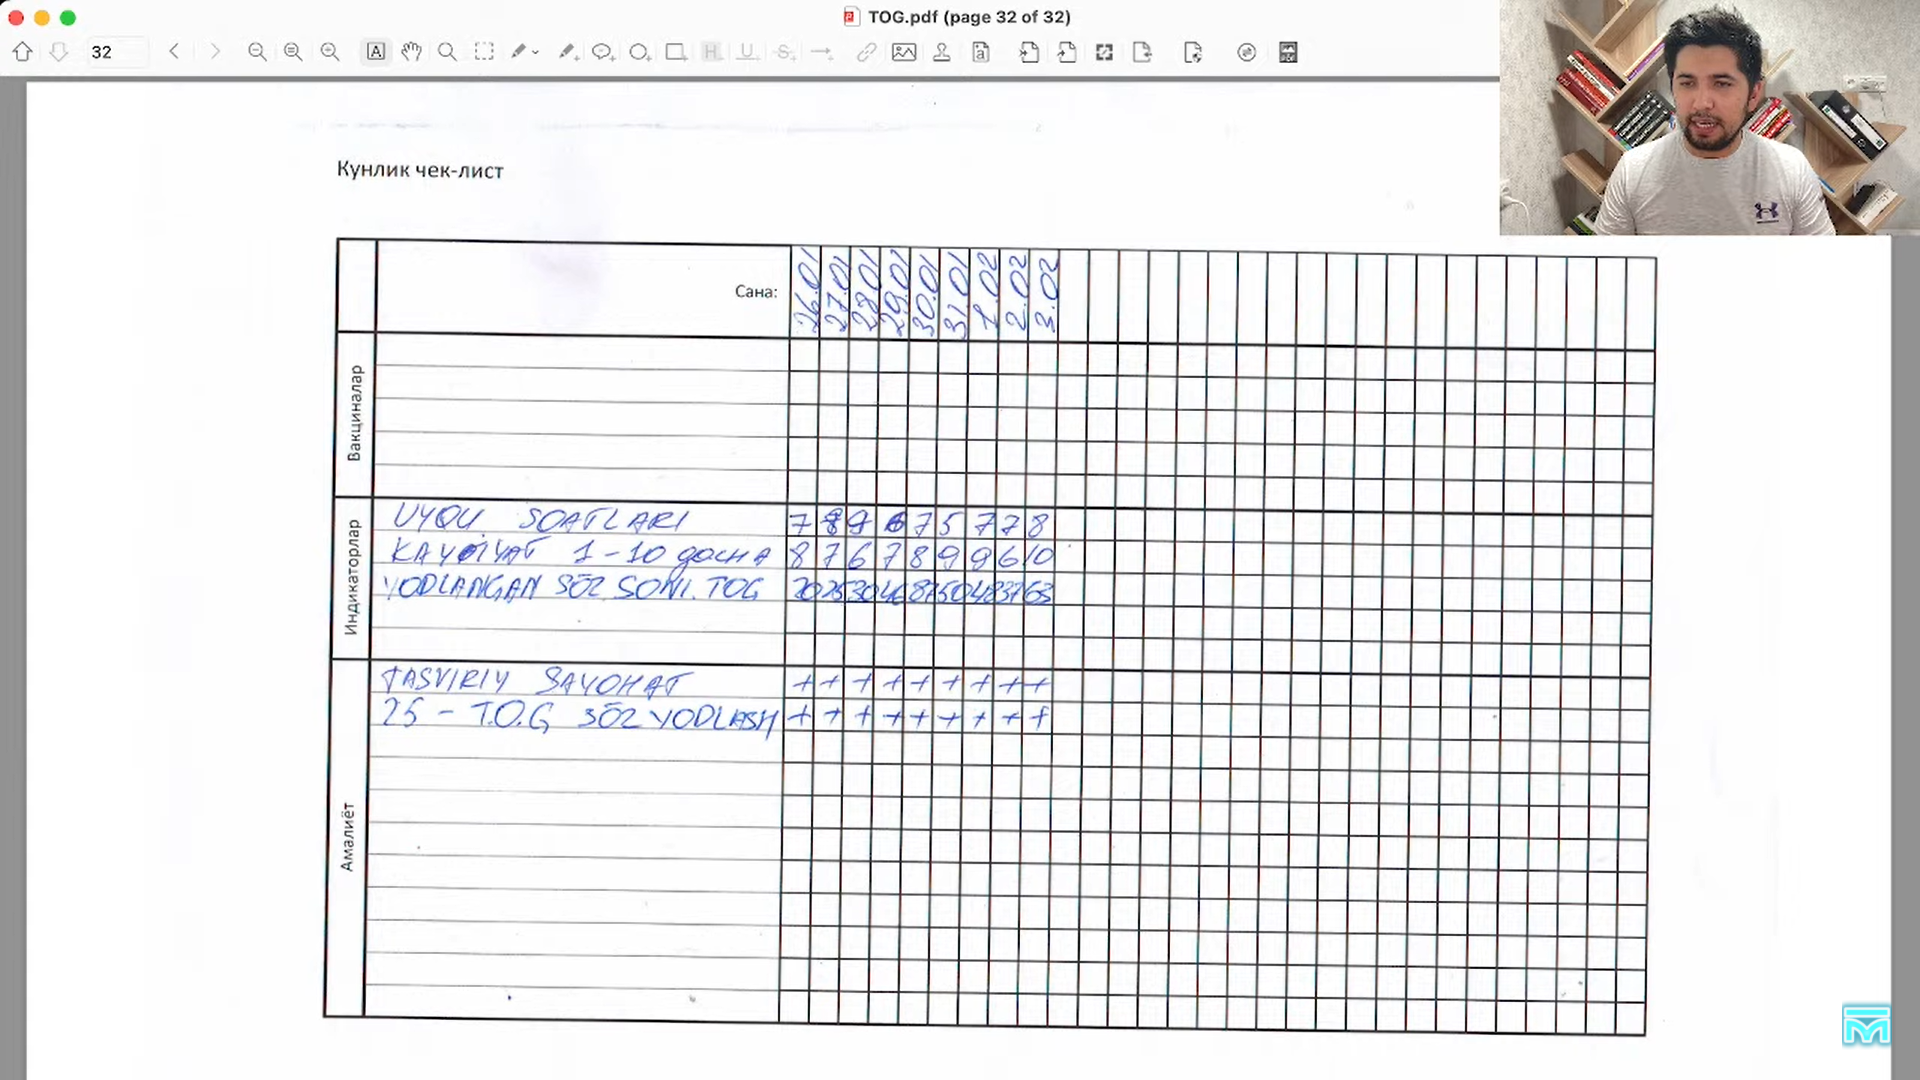 TOG.pdf (page 32 of 32)
32
Кунлик чек-лист
Сана: 26.01 27.01 28.01 29.01 30.01 31.01 1.02 2.02 3.02
Вакциналар
Индикаторлар
UYQU SOATLARI 7 8 9 6 7 5 7 7 8
KAYFIYAT 1-10 gacha 8 7 6 7 8 9 9 6 10
YODLANGAN SÖZ SONI. TOG 20 25 30 46 87 50 48 37 63
Амалиёт
TASVIRIY SAYOHAT + + + + + + + + +
25 - T.O.G SÖZ YODLASH + + + + + + + + +